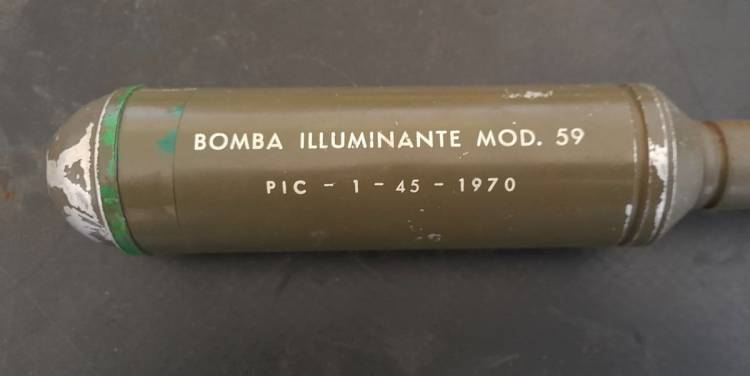 BOMBA ILLUMINANTE MOD. 59
PIC - 1 - 45 - 1970